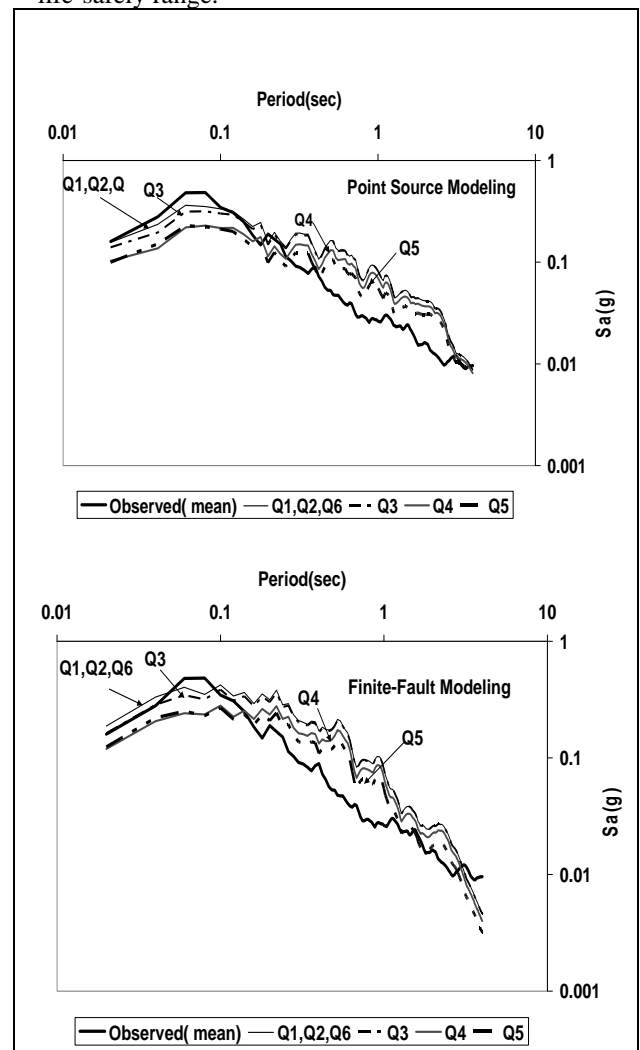 life-safely range.
Period(sec)
0.01 0.1 1 10
1
0.1
0.01
0.001
Sa(g)
Point Source Modeling
Q1,Q2,Q
Q3
Q4
Q5
Observed( mean) Q1,Q2,Q6 Q3 Q4 Q5
Period(sec)
0.01 0.1 1 10
1
0.1
0.01
0.001
Sa(g)
Finite-Fault Modeling
Q1,Q2,Q6
Q3
Q4
Q5
Observed( mean) Q1,Q2,Q6 Q3 Q4 Q5